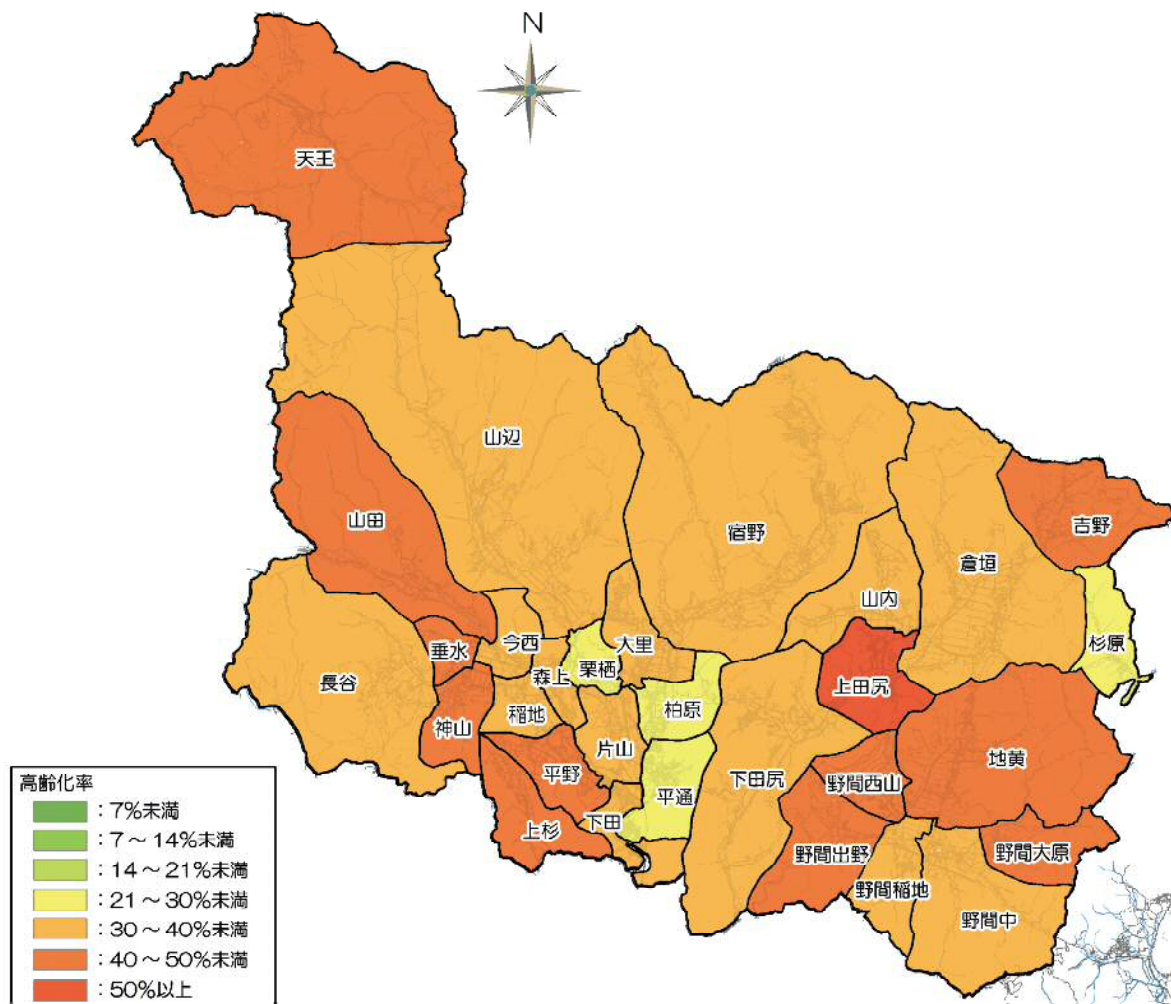 N
天王
山辺
山田
宿野
吉野
倉垣
山内
杉原
今西
大里
垂水
栗栖
森上
長谷
上田尻
稲地
柏原
神山
片山
地黄
平野
下田尻
野間西山
平通
上杉
下田
野間出野
野間大原
野間稲地
野間中
高齢化率
:7%未満
:7～14%未満
:14～21%未満
:21～30%未満
:30～40%未満
:40～50%未満
:50%以上